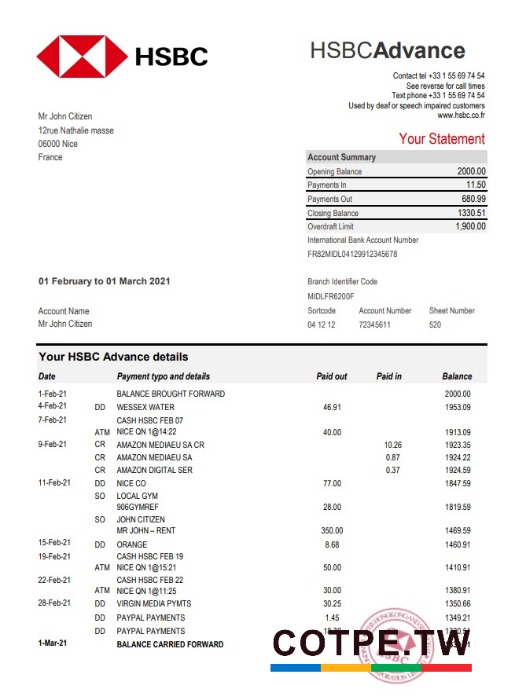 HSBC
HSBCAdvance
Contact tel +33 1 55 69 74 54
See reverse for call times
Text phone +33 1 55 69 74 54
Used by deaf or speech impaired customers
www.hsbc.co.fr
Mr John Citizen
12rue Nathalie masse
06000 Nice
France
Your Statement
Account Summary
Opening Balance 2000.00
Payments In 11.50
Payments Out 680.99
Closing Balance 1330.51
Overdraft Limit 1,900.00
International Bank Account Number
FR82MIDL04129912345678
01 February to 01 March 2021
Branch Identifier Code
MIDLFR6200F
Account Name
Mr John Citizen
Sortcode Account Number Sheet Number
04 12 12 72345611 520
Your HSBC Advance details
Date Payment typo and details Paid out Paid in Balance
1-Feb-21 BALANCE BROUGHT FORWARD 2000.00
4-Feb-21 DD WESSEX WATER 46.91 1953.09
7-Feb-21 CASH HSBC FEB 07
ATM NICE QN 1@14:22 40.00 1913.09
9-Feb-21 CR AMAZON MEDIAEU SA CR 10.26 1923.35
CR AMAZON MEDIAEU SA 0.87 1924.22
CR AMAZON DIGITAL SER 0.37 1924.59
11-Feb-21 DD NICE CO 77.00 1847.59
SO LOCAL GYM
906GYMREF 28.00 1819.59
SO JOHN CITIZEN
MR JOHN – RENT 350.00 1469.59
15-Feb-21 DD ORANGE 8.68 1460.91
19-Feb-21 CASH HSBC FEB 19
ATM NICE QN 1@15:21 50.00 1410.91
22-Feb-21 CASH HSBC FEB 22
ATM NICE QN 1@11:25 30.00 1380.91
28-Feb-21 DD VIRGIN MEDIA PYMTS 30.25 1350.66
DD PAYPAL PAYMENTS 1.45 1349.21
DD PAYPAL PAYMENTS
1-Mar-21 BALANCE CARRIED FORWARD
COTPE.TW
HSBC